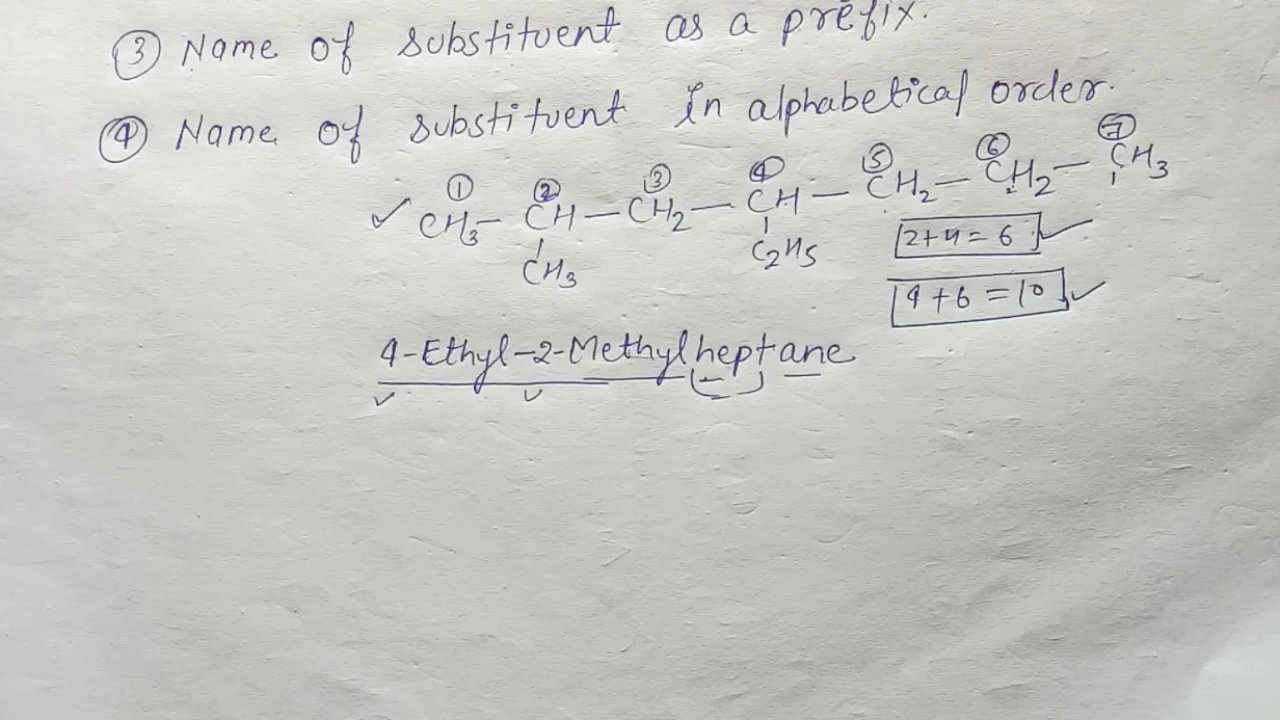 ③ Name of substituent as a prefix.
④ Name of substituent In alphabetical order.
① ② ③ ④ ⑤ ⑥ ⑦
✓ CH₃ – CH – CH₂ – CH – CH₂ – CH₂ – CH₃
CH₃ C₂H₅
2+4=6 ✓
4+6=10 ✓
4-Ethyl-2-Methylheptane